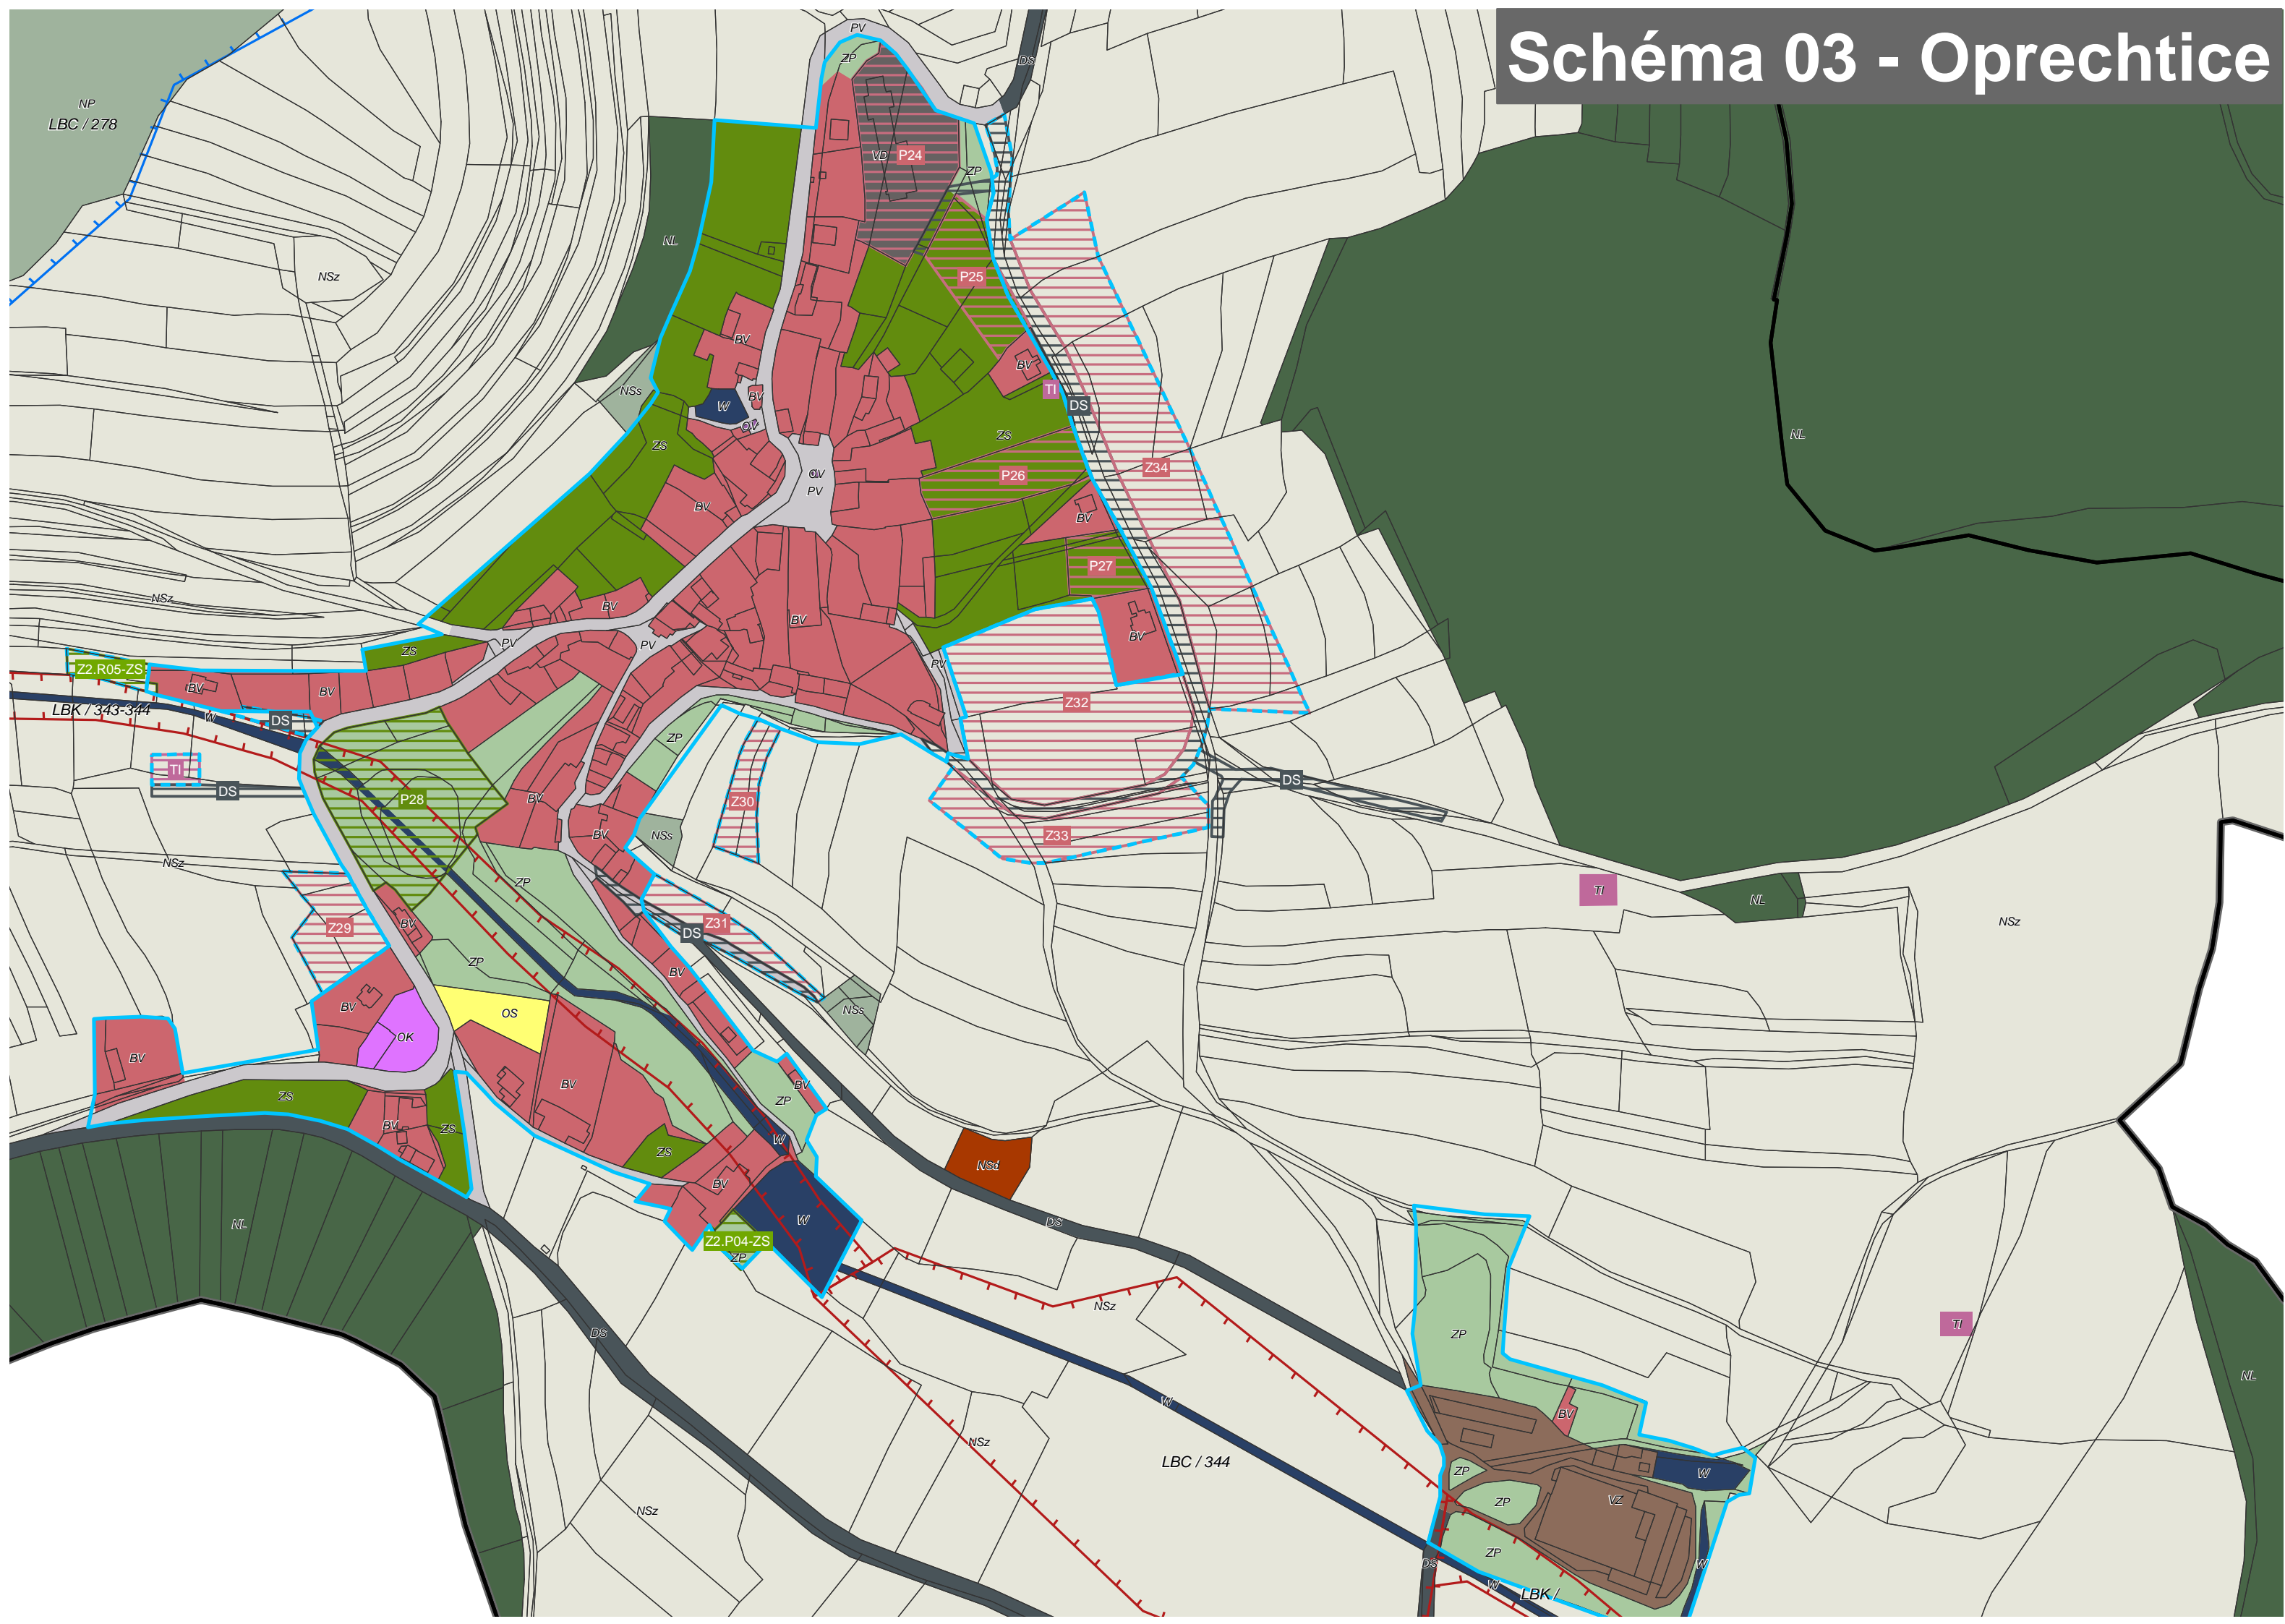 PV
Schéma 03 - Oprechtice
ZP
DS
NP
LBC / 278
VD
P24
ZP
NL
NSz
P25
BV
BV
TI
NSs
BV
W
DS
OV
NL
ZS
ZS
OV
Z34
P26
PV
BV
BV
P27
NSz
BV
BV
BV
PV
PV
ZS
PV
Z2.R05-ZS
BV
BV
Z32
LBK / 343-344
W
DS
ZP
TI
DS
DS
P28
BV
Z30
BV
NSs
Z33
NSz
ZP
TI
NL
BV
Z31
NSz
Z29
DS
ZP
BV
BV
NSs
OS
OK
BV
BV
BV
ZS
ZP
BV
ZS
W
ZS
Nsd
BV
NL
W
DS
Z2.P04-ZS
ZP
NSz
TI
DS
ZP
NL
W
BV
NSz
LBC / 344
ZP
W
VZ
ZP
NSz
ZP
DS
W
W
LBK /